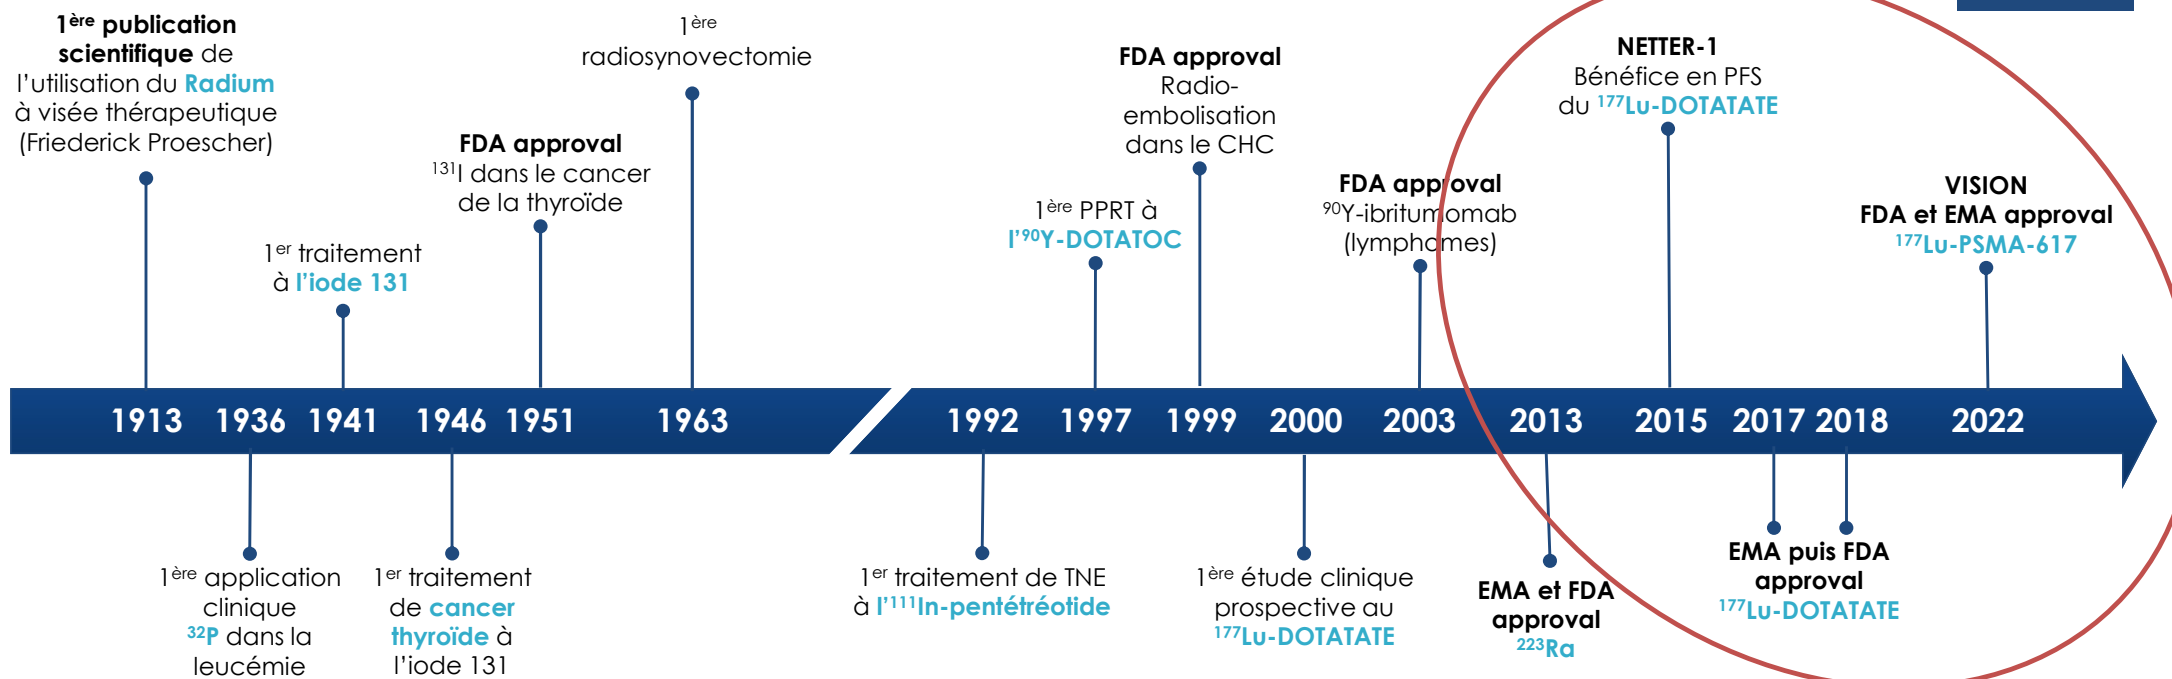 1ère publication
scientifique de
l'utilisation du Radium
à visée thérapeutique
(Friederick Proescher)
1er traitement
à l'iode 131
FDA approval
131I dans le cancer
de la thyroïde
1ère
radiosynovectomie
1ère PPRT à
l'90Y-DOTATOC
FDA approval
Radio-
embolisation
dans le CHC
FDA approval
90Y-ibritumomab
(lymphomes)
NETTER-1
Bénéfice en PFS
du 177Lu-DOTATATE
VISION
FDA et EMA approval
177Lu-PSMA-617
1913 1936 1941 1946 1951 1963 1992 1997 1999 2000 2003 2013 2015 2017 2018 2022
1ère application
clinique
32P dans la
leucémie
1er traitement
de cancer
thyroïde à
l'iode 131
1er traitement de TNE
à l'111In-pentétréotide
1ère étude clinique
prospective au
177Lu-DOTATATE
EMA et FDA
approval
223Ra
EMA puis FDA
approval
177Lu-DOTATATE